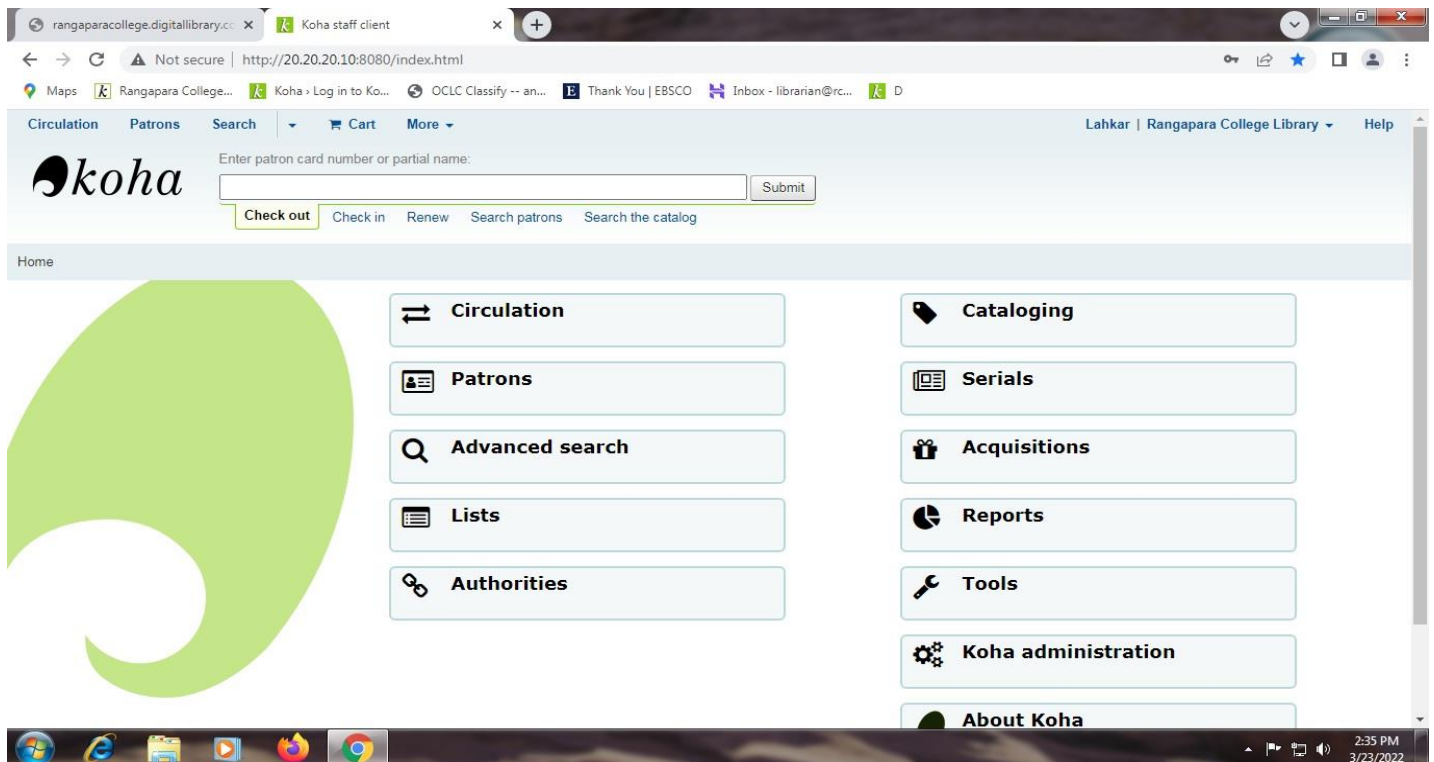 rangaparacollege.digitallibrary.cc
Koha staff client
Not secure | http://20.20.20.10:8080/index.html
Maps k Rangapara College... k Koha › Log in to Ko... OCLC Classify -- an... E Thank You | EBSCO Inbox - librarian@rc... k D
Circulation Patrons Search Cart More Lahkar | Rangapara College Library Help
koha
Enter patron card number or partial name:
Submit
Check out Check in Renew Search patrons Search the catalog
Home
Circulation
Patrons
Advanced search
Lists
Authorities
Cataloging
Serials
Acquisitions
Reports
Tools
Koha administration
About Koha
2:35 PM
3/23/2022